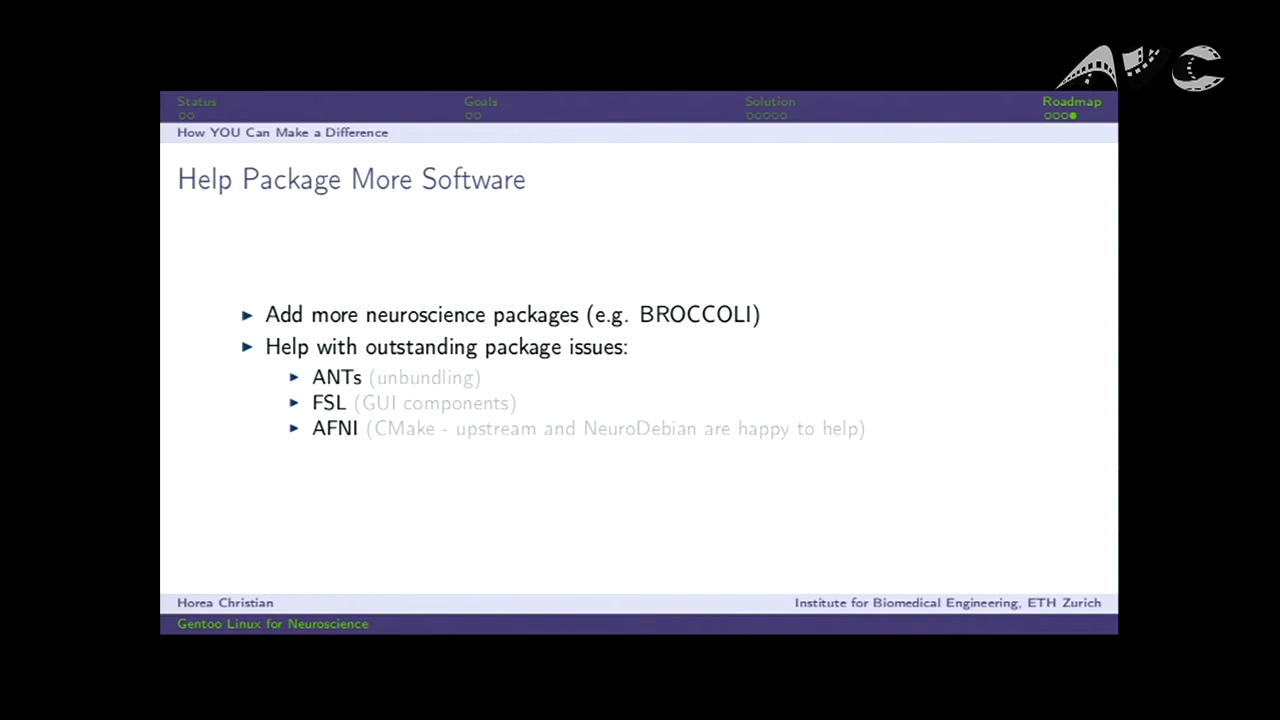 AVC
Status
Goals
Solution
Roadmap
How YOU Can Make a Difference
Help Package More Software
Add more neuroscience packages (e.g. BROCCOLI)
Help with outstanding package issues:
ANTs (unbundling)
FSL (GUI components)
AFNI (CMake - upstream and NeuroDebian are happy to help)
Horea Christian
Institute for Biomedical Engineering, ETH Zurich
Gentoo Linux for Neuroscience